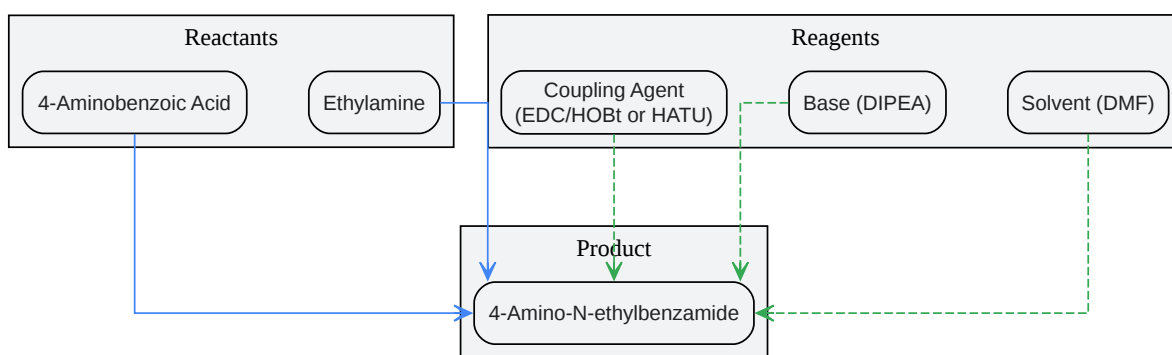 Reactants
Reagents
4-Aminobenzoic Acid
Ethylamine
Coupling Agent
(EDC/HOBt or HATU)
Base (DIPEA)
Solvent (DMF)
Product
4-Amino-N-ethylbenzamide